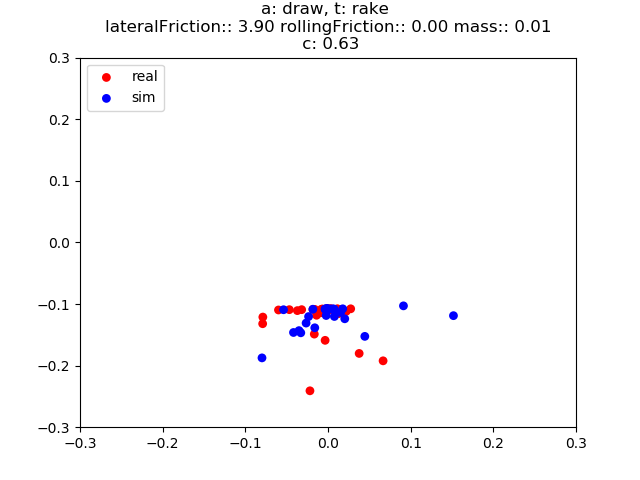 a: draw, t: rake
lateralFriction:: 3.90 rollingFriction:: 0.00 mass:: 0.01
c: 0.63
real
sim
0.3
0.2
0.1
0.0
−0.1
−0.2
−0.3
−0.3 −0.2 −0.1 0.0 0.1 0.2 0.3